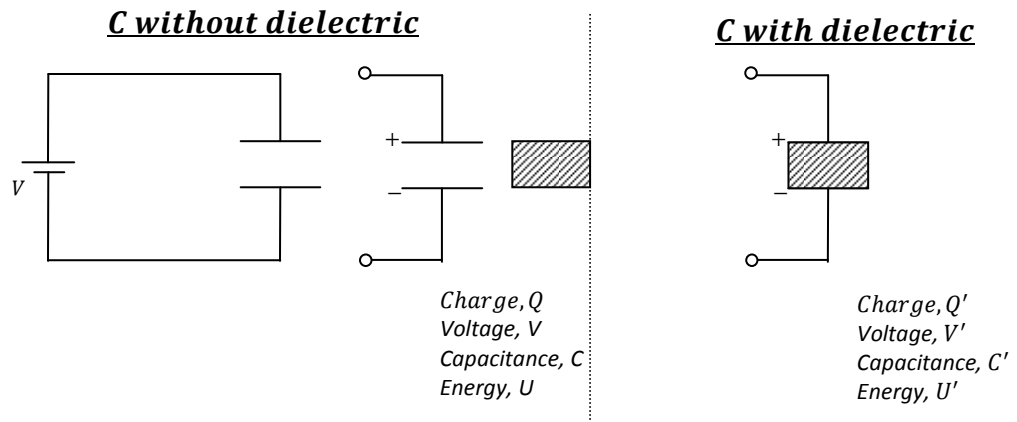 C without dielectric
C with dielectric
V
+
−
+
−
Charge, Q
Voltage, V
Capacitance, C
Energy, U
Charge, Q′
Voltage, V′
Capacitance, C′
Energy, U′